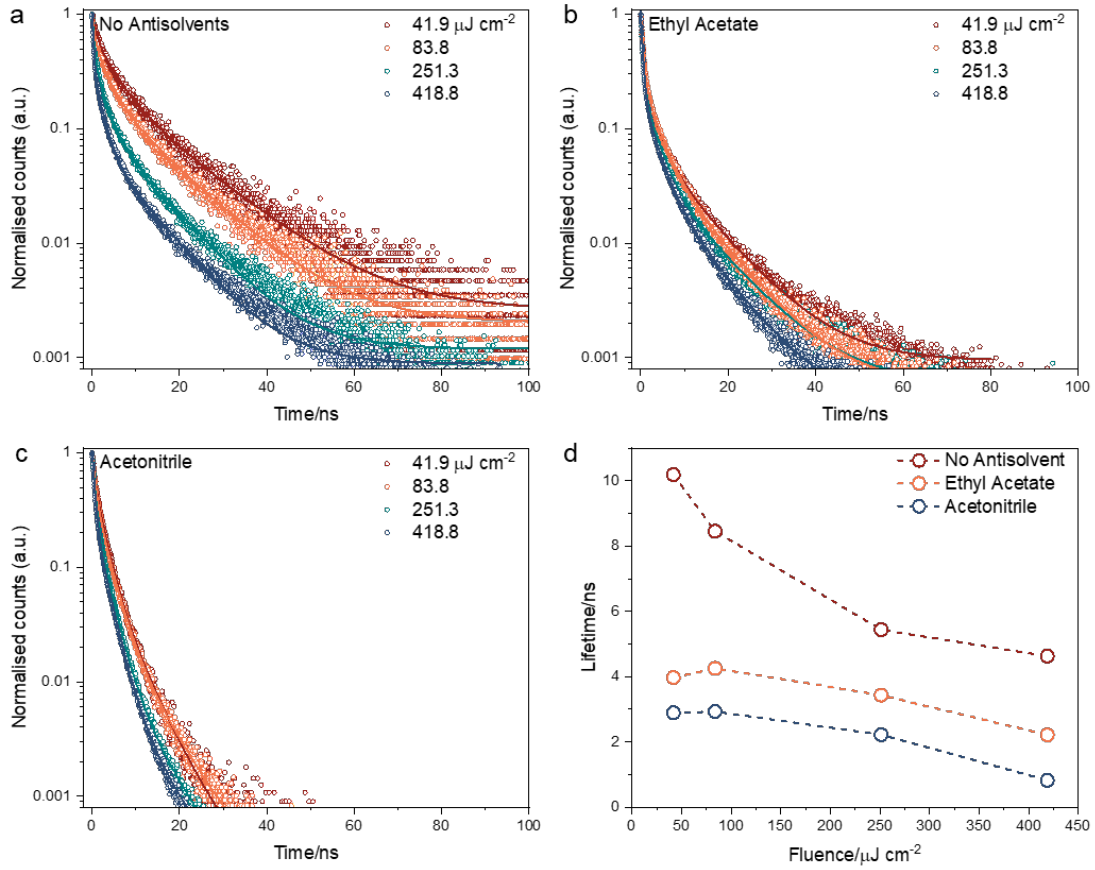 a
No Antisolvents
41.9 μJ cm-2
83.8
251.3
418.8
1
0.1
0.01
0.001
Normalised counts (a.u.)
0 20 40 60 80 100
Time/ns
b
Ethyl Acetate
41.9 μJ cm-2
83.8
251.3
418.8
1
0.1
0.01
0.001
Normalised counts (a.u.)
0 20 40 60 80 100
Time/ns
c
Acetonitrile
41.9 μJ cm-2
83.8
251.3
418.8
1
0.1
0.01
0.001
Normalised counts (a.u.)
0 20 40 60 80 100
Time/ns
d
No Antisolvent
Ethyl Acetate
Acetonitrile
10
8
6
4
2
0
Lifetime/ns
0 50 100 150 200 250 300 350 400 450
Fluence/μJ cm-2